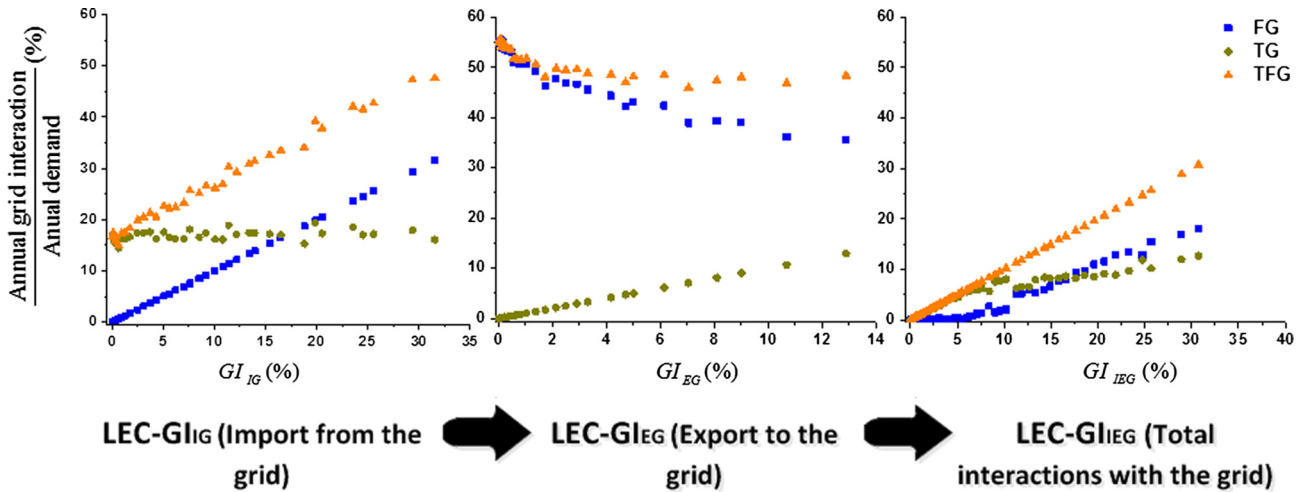 Annual grid interaction
Anual demand
(%)
60
50
40
30
20
10
0
0 5 10 15 20 25 30 35
GI IG (%)
60
50
40
30
20
10
0
0 2 4 6 8 10 12 14
GI EG (%)
60
50
40
30
20
10
0
0 5 10 15 20 25 30 35 40
GI IEG (%)
FG
TG
TFG
LEC-GIIG (Import from the
grid)
LEC-GIEG (Export to the
grid)
LEC-GIIEG (Total
interactions with the grid)